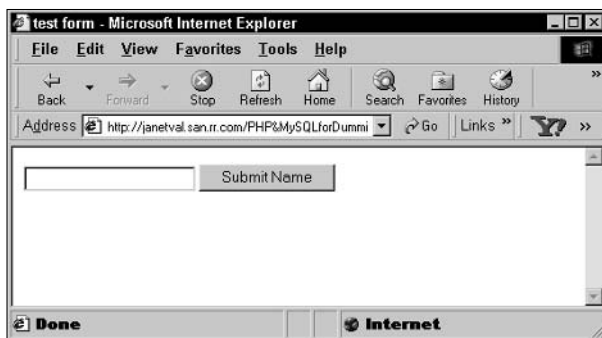 test form - Microsoft Internet Explorer
File Edit View Favorites Tools Help
Back Forward Stop Refresh Home Search Favorites History »
Address http://janetval.san.rr.com/PHP&MySQLforDummi Go Links » Y? »
Submit Name
Done Internet